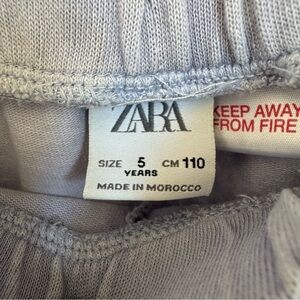 ZARA
SIZE 5 CM 110
YEARS
MADE IN MOROCCO
KEEP AWAY
FROM FIRE